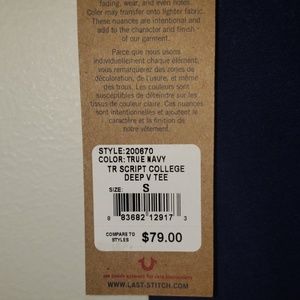 fading, wear, and even notes.
Color may transfer onto lighter fabric.
These nuances are intentional and
add to the character and finish
of our garment.
Parce que nous usons
individuellement chaque élément,
vous remarquerez des zones de
décoloration, de l'usure, et même
des trous. Les couleurs sont
susceptibles de déteindre sur les
tissus de couleur clair. Ces nuances
sont intentionnelles et ajoutent le
caractère et la finition de
notre vêtement.
STYLE:200670
COLOR: TRUE NAVY
TR SCRIPT COLLEGE
DEEP V TEE
SIZE: S
8 83682 12917 3
COMPARE TO
STYLES $79.00
WWW.LAST-STITCH.COM